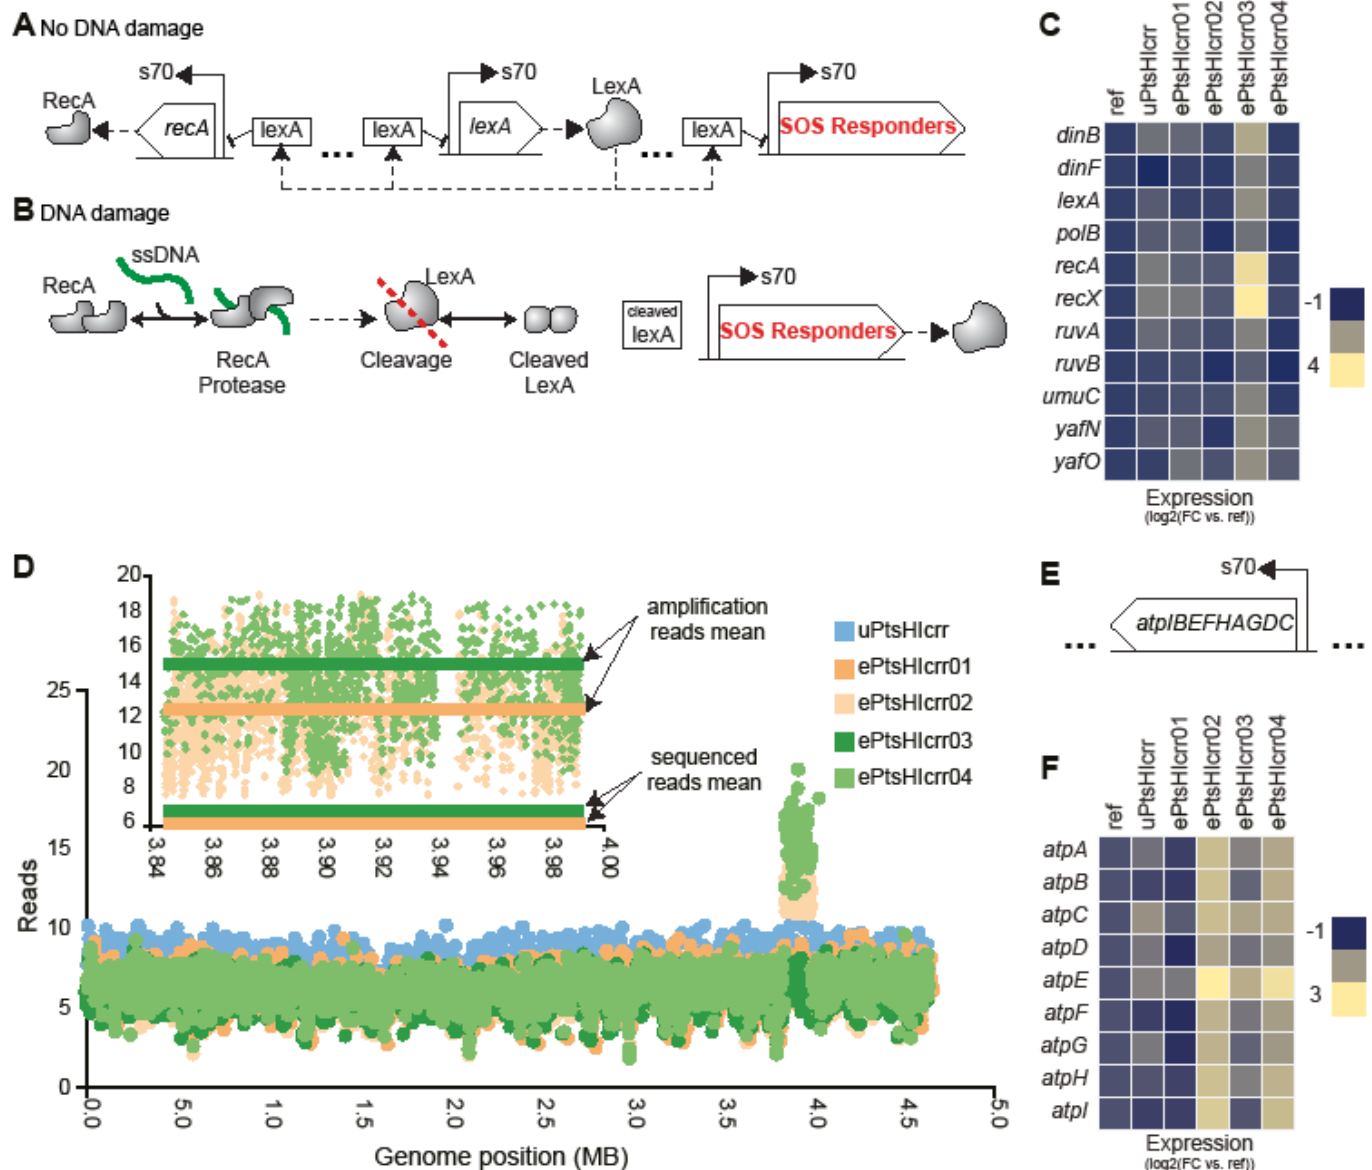 A No DNA damage
s70
s70
LexA
s70
RecA
recA
lexA
lexA
lexA
lexA
SOS Responders
B DNA damage
ssDNA
RecA
LexA
s70
cleaved
lexA
SOS Responders
RecA
Protease
Cleavage
Cleaved
LexA
C
ref
uPtsHIcrr
ePtsHIcrr01
ePtsHIcrr02
ePtsHIcrr03
ePtsHIcrr04
dinB
dinF
lexA
polB
recA
recX
ruvA
ruvB
umuC
yafN
yafO
-1
4
Expression
(log2(FC vs. ref))
D
20
18
16
14
12
10
8
6
3.84
3.86
3.88
3.90
3.92
3.94
3.96
3.98
4.00
amplification
reads mean
sequenced
reads mean
uPtsHIcrr
ePtsHIcrr01
ePtsHIcrr02
ePtsHIcrr03
ePtsHIcrr04
Reads
25
20
15
10
5
0
0.0
5.0
1.0
1.5
2.0
2.5
3.0
3.5
4.0
4.5
5.0
Genome position (MB)
E
s70
atpIBEFHAGDC
... ...
F
ref
uPtsHIcrr
ePtsHIcrr01
ePtsHIcrr02
ePtsHIcrr03
ePtsHIcrr04
atpA
atpB
atpC
atpD
atpE
atpF
atpG
atpH
atpI
-1
3
Expression
(log2(FC vs. ref))